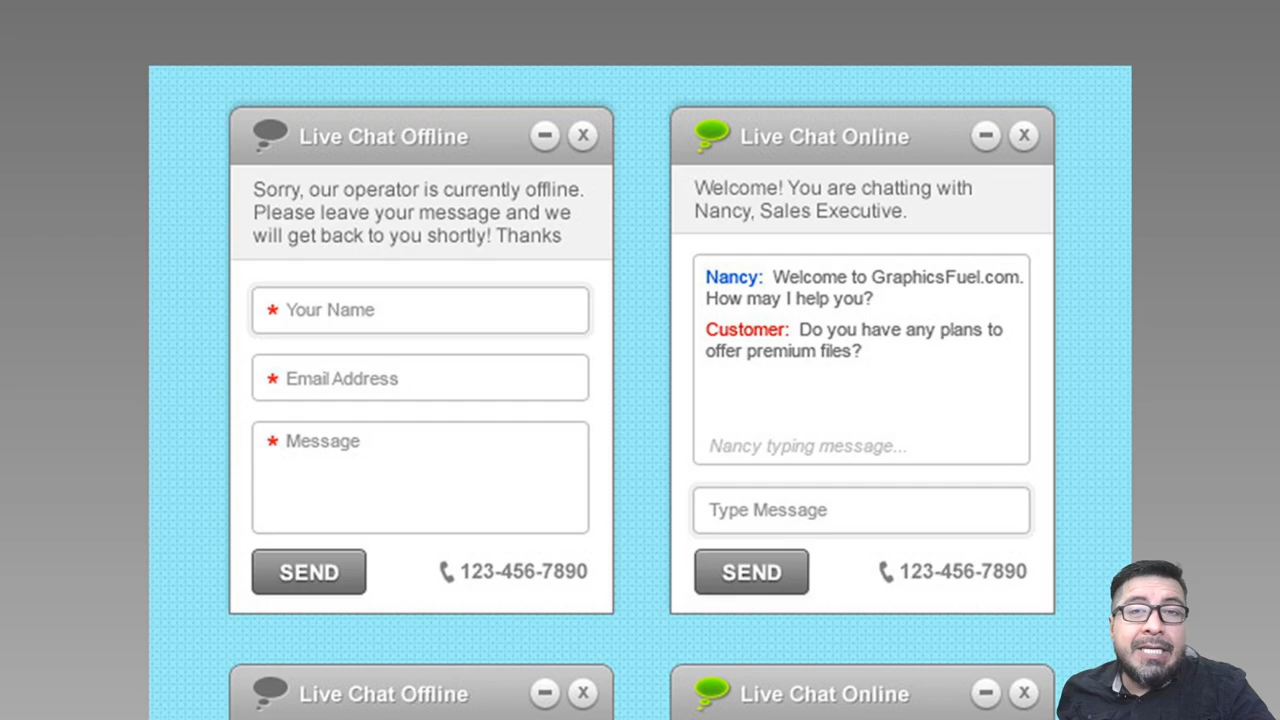 Live Chat Offline
Sorry, our operator is currently offline.
Please leave your message and we
will get back to you shortly! Thanks
* Your Name
* Email Address
* Message
SEND
123-456-7890
Live Chat Online
Welcome! You are chatting with
Nancy, Sales Executive.
Nancy: Welcome to GraphicsFuel.com.
How may I help you?
Customer: Do you have any plans to
offer premium files?
Nancy typing message...
Type Message
SEND
123-456-7890
Live Chat Offline
Live Chat Online